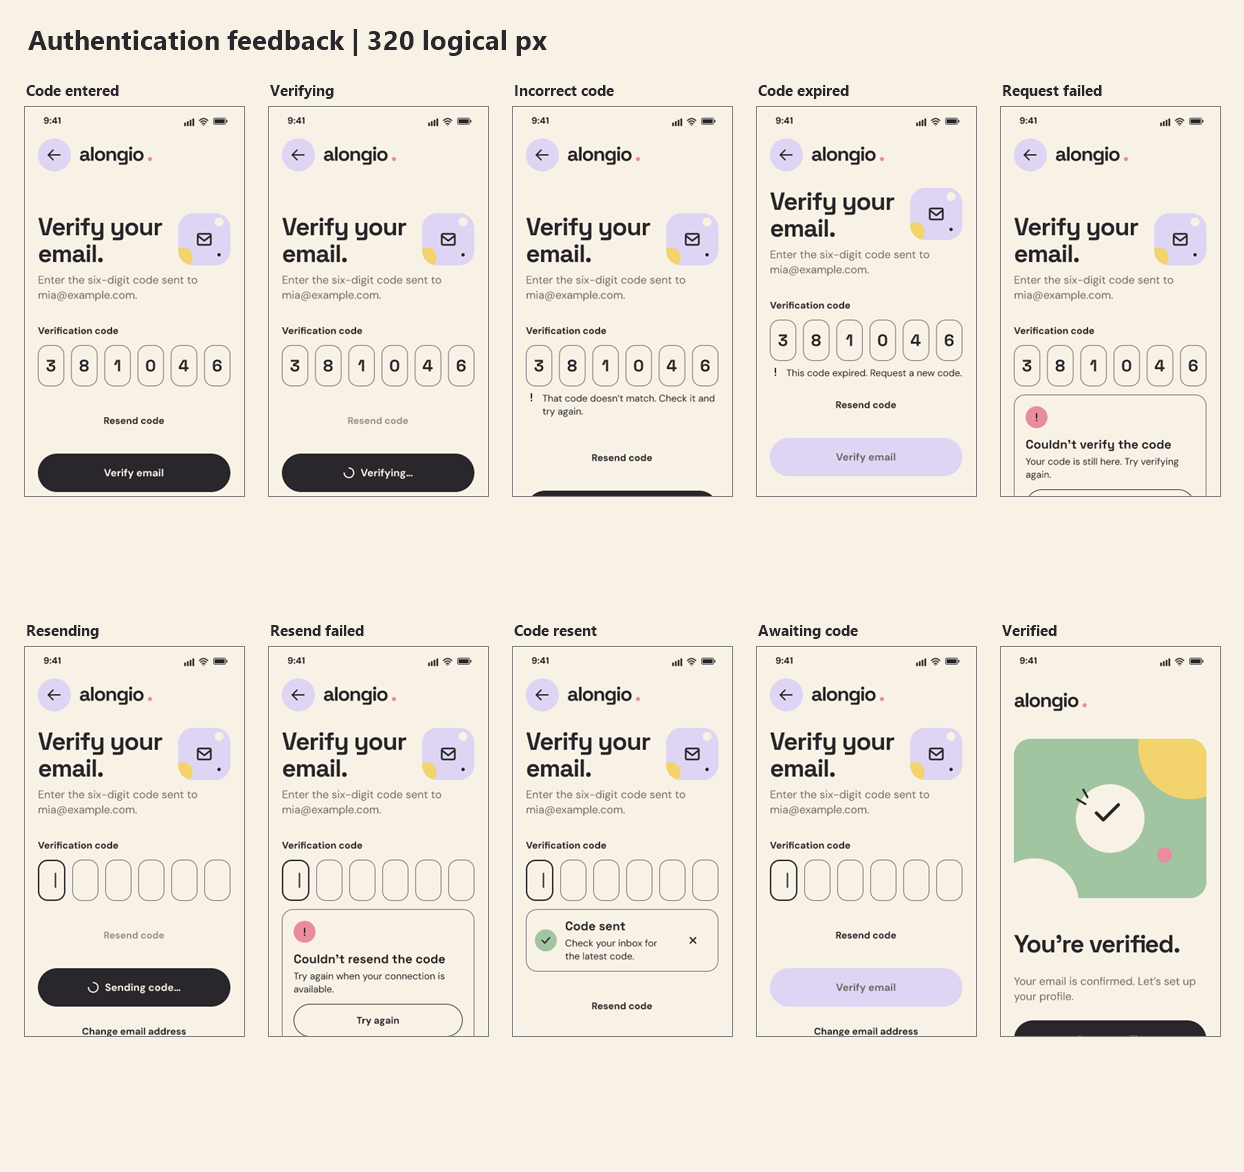 Authentication feedback | 320 logical px
Code entered
9:41
alongio.
Verify your
email.
Enter the six-digit code sent to
mia@example.com.
Verification code
3 8 1 0 4 6
Resend code
Verify email
Verifying
9:41
alongio.
Verify your
email.
Enter the six-digit code sent to
mia@example.com.
Verification code
3 8 1 0 4 6
Resend code
Verifying...
Incorrect code
9:41
alongio.
Verify your
email.
Enter the six-digit code sent to
mia@example.com.
Verification code
3 8 1 0 4 6
! That code doesn't match. Check it and
try again.
Resend code
Code expired
9:41
alongio.
Verify your
email.
Enter the six-digit code sent to
mia@example.com.
Verification code
3 8 1 0 4 6
! This code expired. Request a new code.
Resend code
Verify email
Request failed
9:41
alongio.
Verify your
email.
Enter the six-digit code sent to
mia@example.com.
Verification code
3 8 1 0 4 6
!
Couldn't verify the code
Your code is still here. Try verifying
again.
Resending
9:41
alongio.
Verify your
email.
Enter the six-digit code sent to
mia@example.com.
Verification code
Resend code
Sending code...
Change email address
Resend failed
9:41
alongio.
Verify your
email.
Enter the six-digit code sent to
mia@example.com.
Verification code
!
Couldn't resend the code
Try again when your connection is
available.
Try again
Code resent
9:41
alongio.
Verify your
email.
Enter the six-digit code sent to
mia@example.com.
Verification code
Code sent
Check your inbox for
the latest code.
Resend code
Awaiting code
9:41
alongio.
Verify your
email.
Enter the six-digit code sent to
mia@example.com.
Verification code
Resend code
Verify email
Change email address
Verified
9:41
alongio.
You're verified.
Your email is confirmed. Let's set up
your profile.